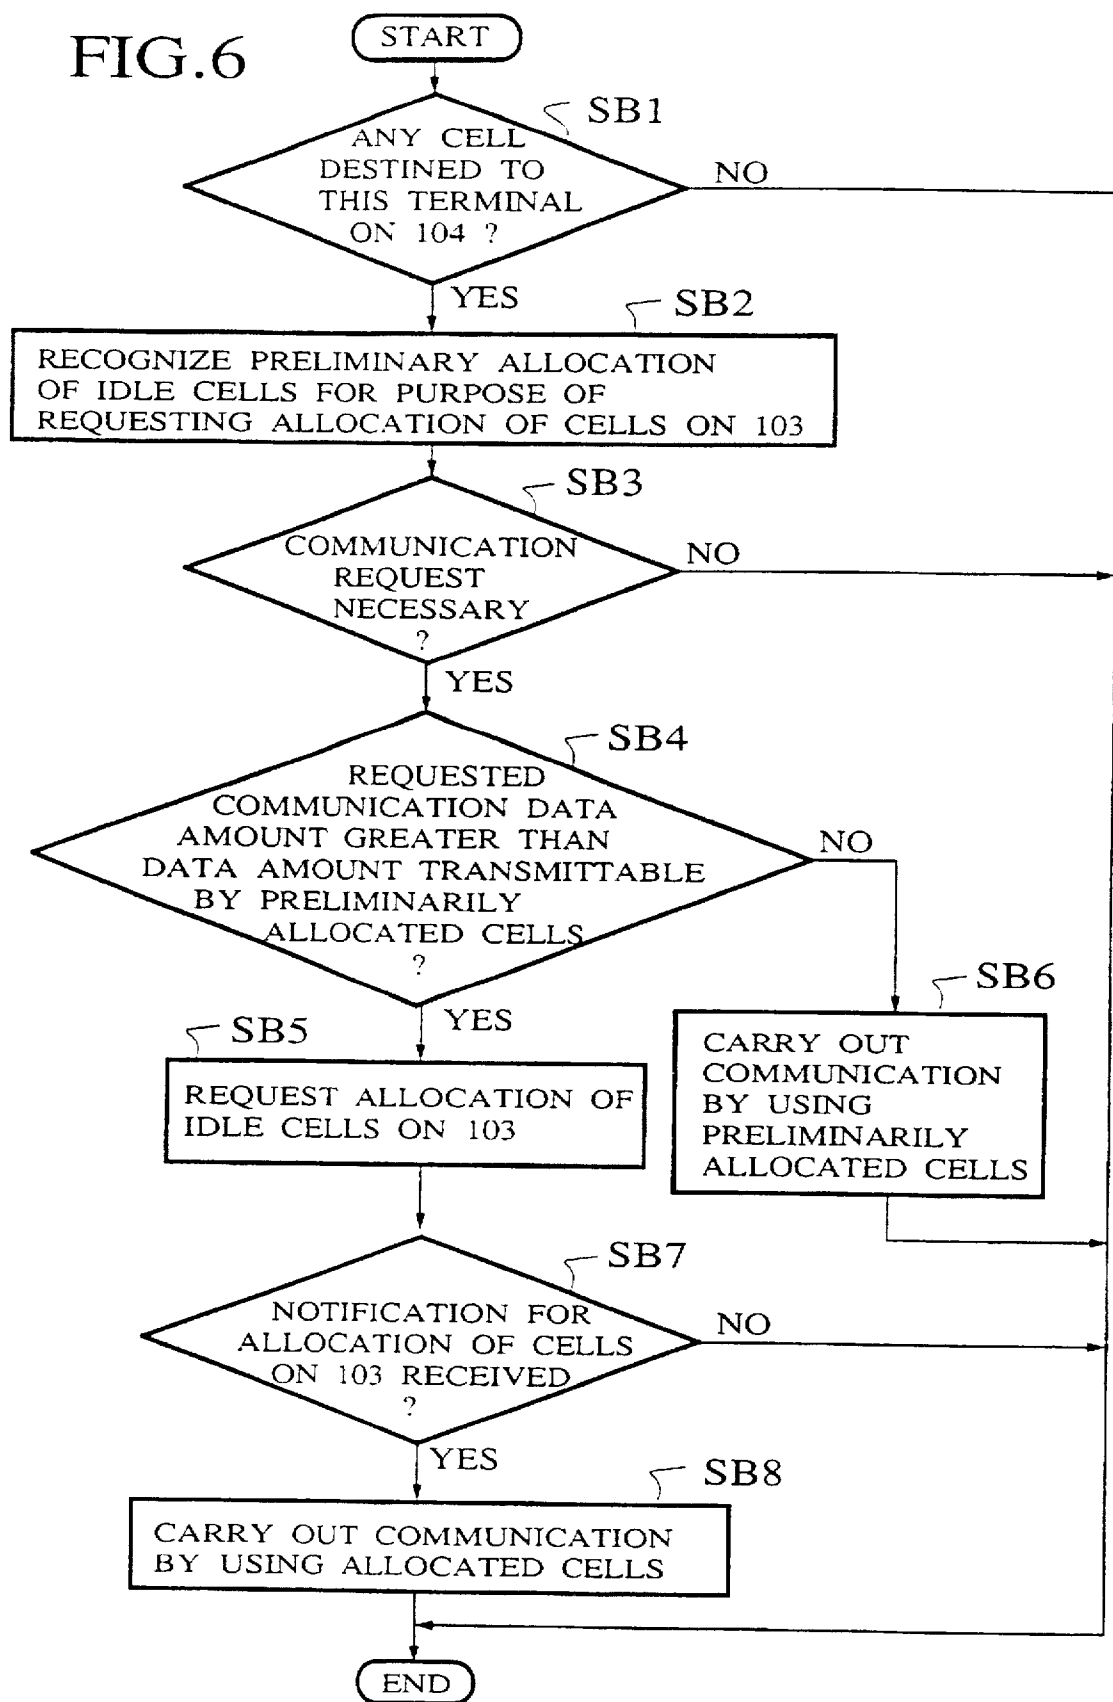 FIG.6
START
SB1
ANY CELL
DESTINED TO
THIS TERMINAL
ON 104 ?
NO
YES
SB2
RECOGNIZE PRELIMINARY ALLOCATION
OF IDLE CELLS FOR PURPOSE OF
REQUESTING ALLOCATION OF CELLS ON 103
SB3
COMMUNICATION
REQUEST
NECESSARY
?
NO
YES
SB4
REQUESTED
COMMUNICATION DATA
AMOUNT GREATER THAN
DATA AMOUNT TRANSMITTABLE
BY PRELIMINARILY
ALLOCATED CELLS
?
NO
YES
SB5
REQUEST ALLOCATION OF
IDLE CELLS ON 103
SB6
CARRY OUT
COMMUNICATION
BY USING
PRELIMINARILY
ALLOCATED CELLS
SB7
NOTIFICATION FOR
ALLOCATION OF CELLS
ON 103 RECEIVED
?
NO
YES
SB8
CARRY OUT COMMUNICATION
BY USING ALLOCATED CELLS
END